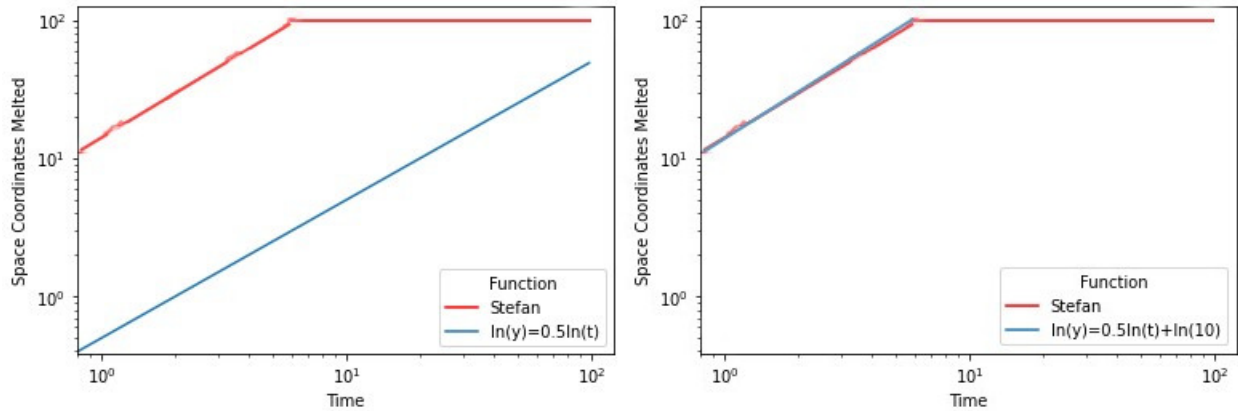 10²
10¹
10⁰
Space Coordinates Melted
Function
Stefan
ln(y)=0.5ln(t)
10⁰
10¹
10²
Time
10²
10¹
10⁰
Space Coordinates Melted
Function
Stefan
ln(y)=0.5ln(t)+ln(10)
10⁰
10¹
10²
Time